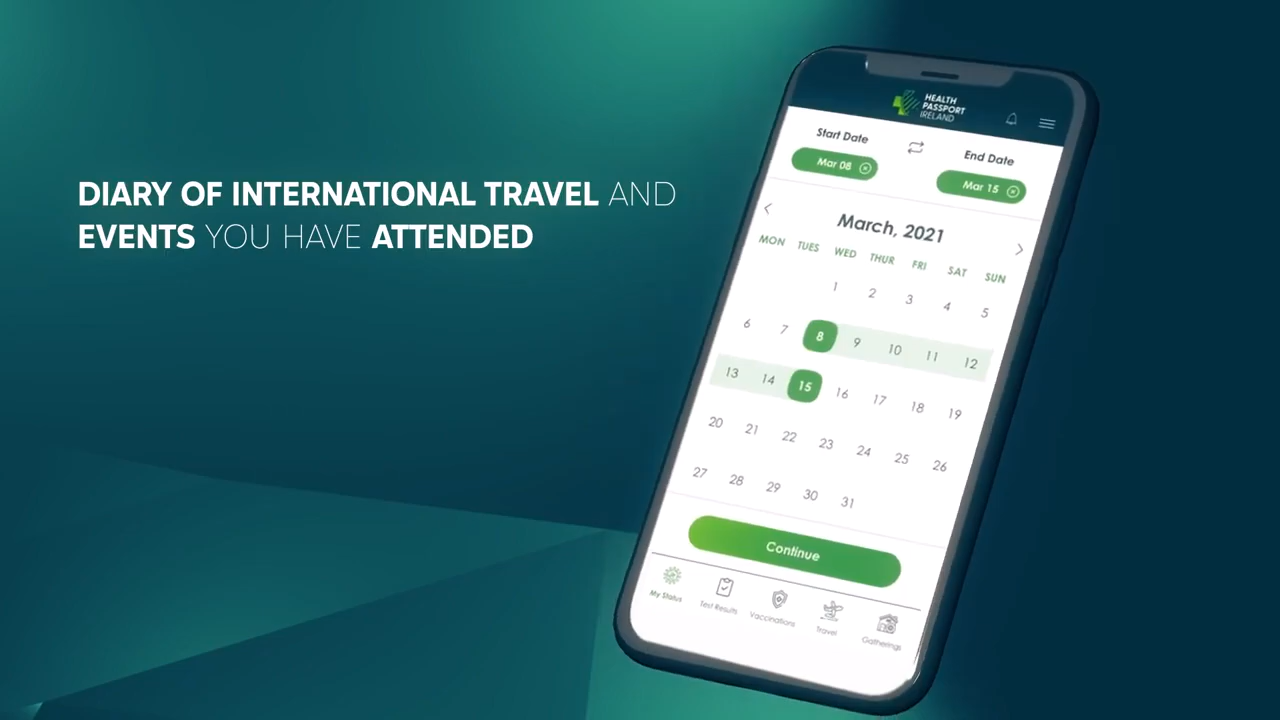 DIARY OF INTERNATIONAL TRAVEL AND
EVENTS YOU HAVE ATTENDED
HEALTH
PASSPORT
IRELAND
Start Date
End Date
Mar 08
Mar 15
March, 2021
MON TUES WED THUR FRI SAT SUN
1 2 3 4 5
6 7 8 9 10 11 12
13 14 15 16 17 18 19
20 21 22 23 24 25 26
27 28 29 30 31
Continue
My Status Test Results Vaccinations Travel Gatherings